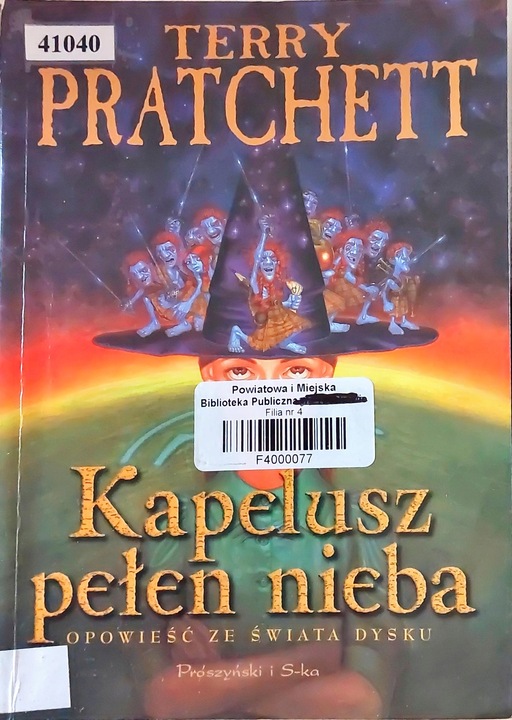 41040
TERRY
PRATCHETT
Powiatowa i Miejska
Biblioteka Publiczna
Filia nr 4
F4000077
Kapelusz
pełen nieba
OPOWIEŚĆ ZE ŚWIATA DYSKU
Prószyński i S-ka